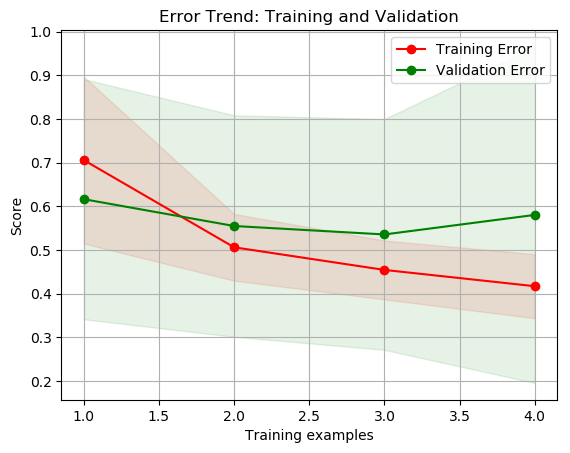 Error Trend: Training and Validation
Training Error
Validation Error
Score
1.0
0.9
0.8
0.7
0.6
0.5
0.4
0.3
0.2
1.0 1.5 2.0 2.5 3.0 3.5 4.0
Training examples